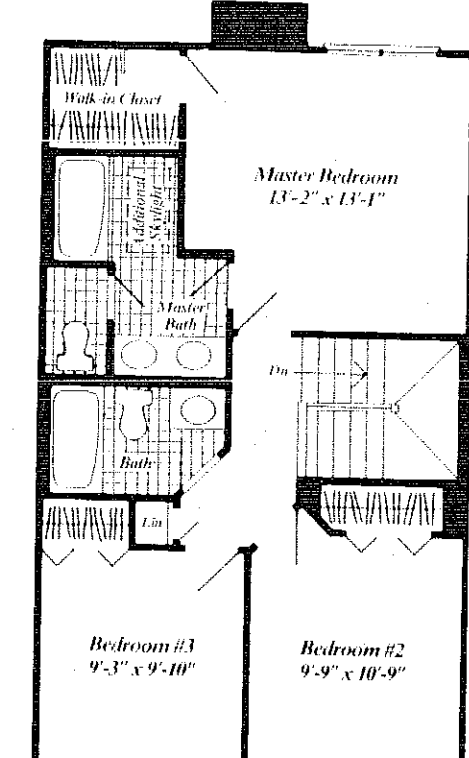 Walk-in Closet
Master Bedroom
13'-2" x 13'-1"
Additional
Skylight
Master
Bath
Dn
Bath
Lin
Bedroom #3
9'-3" x 9'-10"
Bedroom #2
9'-9" x 10'-9"